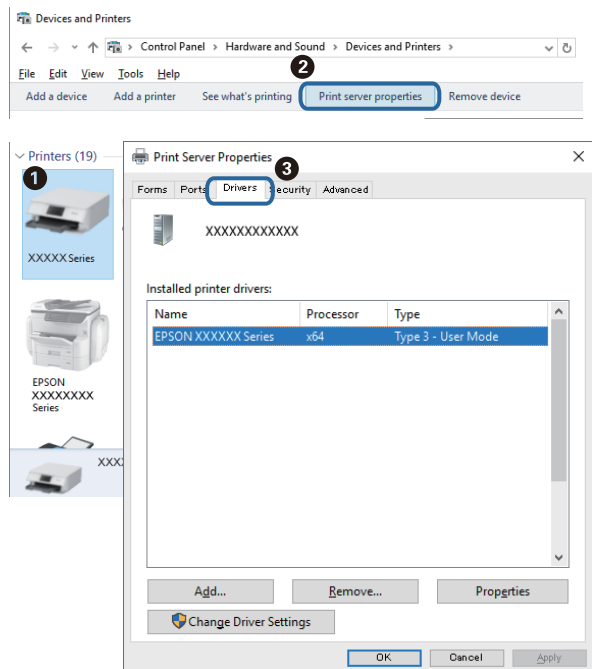 Devices and Printers
Control Panel > Hardware and Sound > Devices and Printers >
File Edit View Tools Help
2
Add a device Add a printer See what's printing Print server properties Remove device
Printers (19)
1
XXXXX Series
EPSON
XXXXXXXX
Series
Print Server Properties
3
Forms Ports Drivers Security Advanced
XXXXXXXXXXXX
Installed printer drivers:
Name Processor Type
EPSON XXXXXX Series x64 Type 3 - User Mode
Add... Remove... Properties
Change Driver Settings
OK Cancel Apply